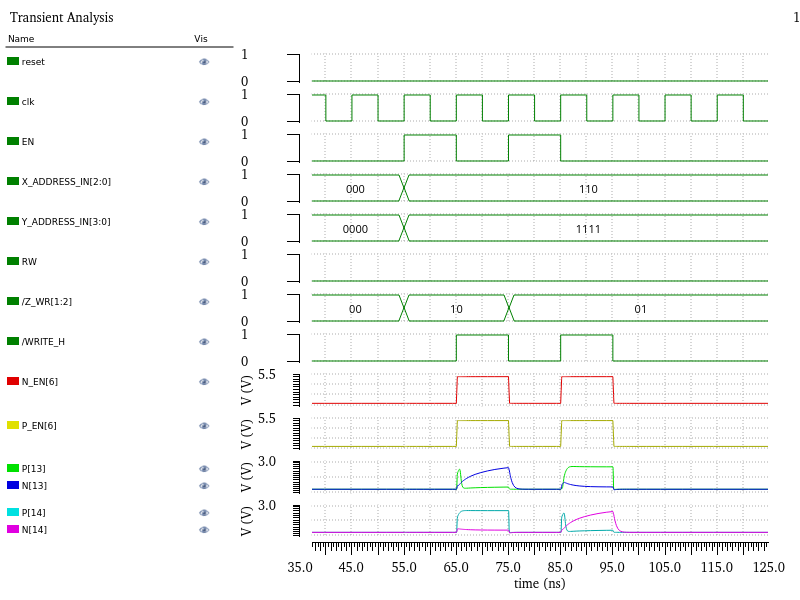 Transient Analysis 1
Name Vis
reset 1 0
clk 1 0
EN 1 0
X_ADDRESS_IN[2:0] 1 0 000 110
Y_ADDRESS_IN[3:0] 1 0 0000 1111
RW 1 0
/Z_WR[1:2] 1 0 00 10 01
/WRITE_H 1 0
N_EN[6] V (V) 5.5
P_EN[6] V (V) 5.5
P[13] V (V) 3.0
N[13]
P[14] V (V) 3.0
N[14]
35.0 45.0 55.0 65.0 75.0 85.0 95.0 105.0 115.0 125.0
time (ns)